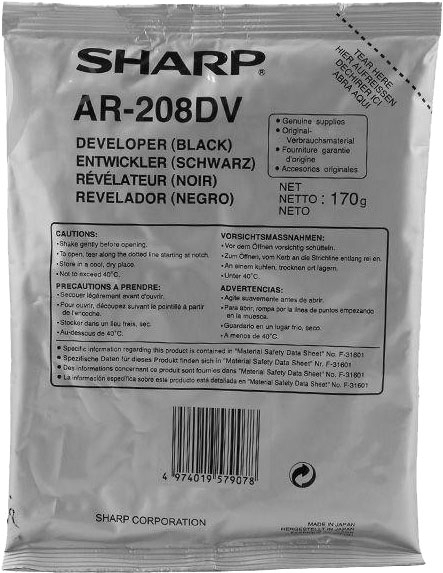 SHARP®
TEAR HERE
HIER AUFREISSEN
DECHIRER ICI
ABRA AQUI
AR-208DV
DEVELOPER (BLACK)
ENTWICKLER (SCHWARZ)
RÉVÉLATEUR (NOIR)
REVELADOR (NEGRO)
• Genuine supplies
• Original-
Verbrauchsmaterial
• Fourniture garantie
d'origine
• Accesorios originales
NET
NETTO : 170g
NETO
CAUTIONS:
•Shake gently before opening.
•To open, tear along the dotted line starting at notch.
•Store in a cool, dry place.
•Not to exceed 40°C.
PRECAUTIONS A PRENDRE:
•Secouer légèrement avant d'ouvrir.
•Pour ouvrir, découpez suivant le pointillé à partir
de l'encoche.
•Stocker dans un lieu frais, sec.
•Au-dessous de 40°C.
VORSICHTSMASSNAHMEN:
•Vor dem Öffnen vorsichtig schütteln.
•Zum Öffnen, vom Kerb an die Strichline entlang reißen.
•An einem kühlen, trocknen ort lagern.
•Unter 40°C.
ADVERTENCIAS:
•Agite suavemente antes de abrir.
•Para abrir, rompa por la línea de puntos empezando
en la muesca.
•Guardarlo en un lugar frio, seco.
•A menos de 40°C.
• Specific information regarding this product is contained in "Material Safety Data Sheet" No. F-31601
• Spezifische Daten für dieses Produkt finden sich in "Material Safety Data Sheet" Nr. F-31601
• Des informations concernant ce produit sont fournies dans "Material Safety Data Sheet" No. F-31601
• La información específica sobre este producto está detallada en "Material Safety Data Sheet" No. F-31601
4 974019 579078
SHARP CORPORATION
MADE IN JAPAN
HERGESTELLT IN JAPAN